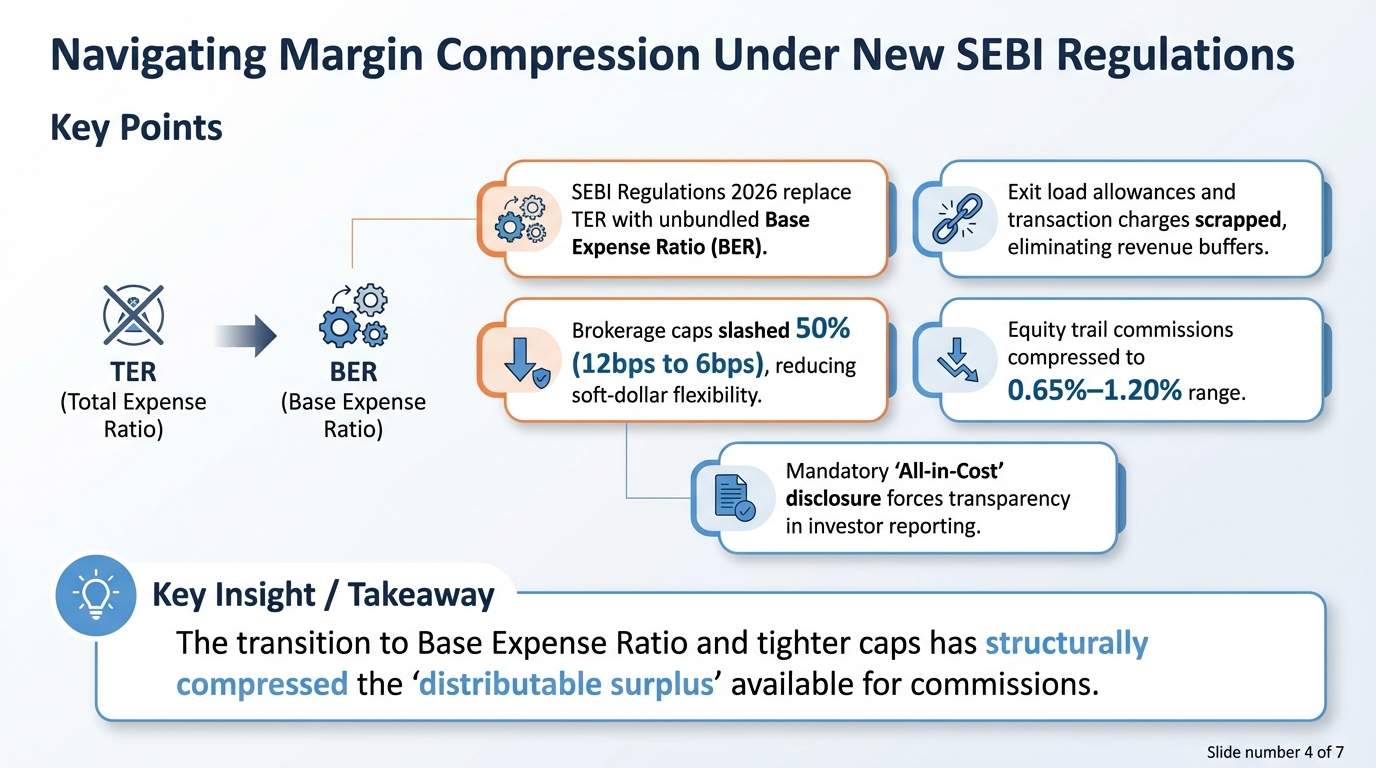 Navigating Margin Compression Under New SEBI Regulations
Key Points
TER
(Total Expense
Ratio)
BER
(Base Expense
Ratio)
SEBI Regulations 2026 replace
TER with unbundled Base
Expense Ratio (BER).
Exit load allowances and
transaction charges scrapped,
eliminating revenue buffers.
Brokerage caps slashed 50%
(12bps to 6bps), reducing
soft-dollar flexibility.
Equity trail commissions
compressed to
0.65%–1.20% range.
Mandatory ‘All-in-Cost’
disclosure forces transparency
in investor reporting.
Key Insight / Takeaway
The transition to Base Expense Ratio and tighter caps has structurally
compressed the ‘distributable surplus’ available for commissions.
Slide number 4 of 7